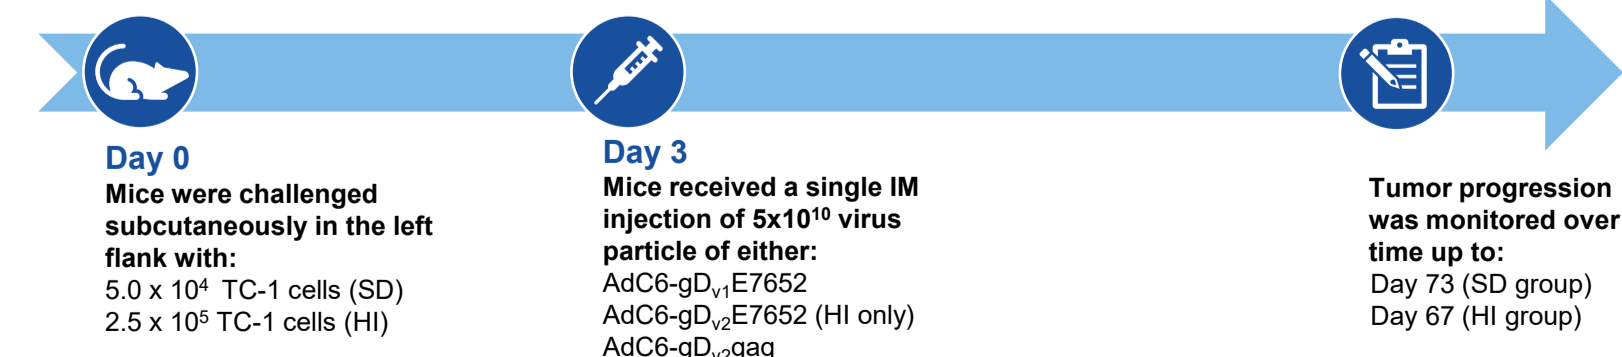 Day 0
Mice were challenged
subcutaneously in the left
flank with:
5.0 x 10⁴ TC-1 cells (SD)
2.5 x 10⁵ TC-1 cells (HI)
Day 3
Mice received a single IM
injection of 5x10¹⁰ virus
particle of either:
AdC6-gDv1E7652
AdC6-gDv2E7652 (HI only)
AdC6-gDv2gag
Tumor progression
was monitored over
time up to:
Day 73 (SD group)
Day 67 (HI group)